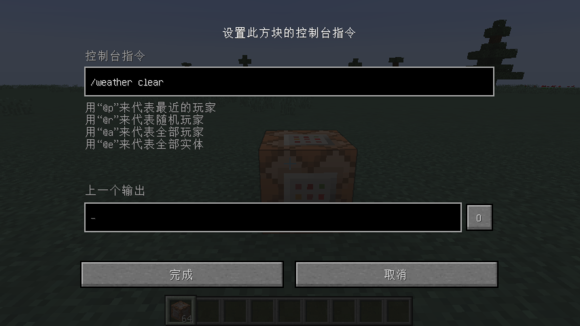 设置此方块的控制台指令
控制台指令
/weather clear
用“@p”来代表最近的玩家
用“@r”来代表随机玩家
用“@a”来代表全部玩家
用“@e”来代表全部实体
上一个输出
-
O
完成
取消